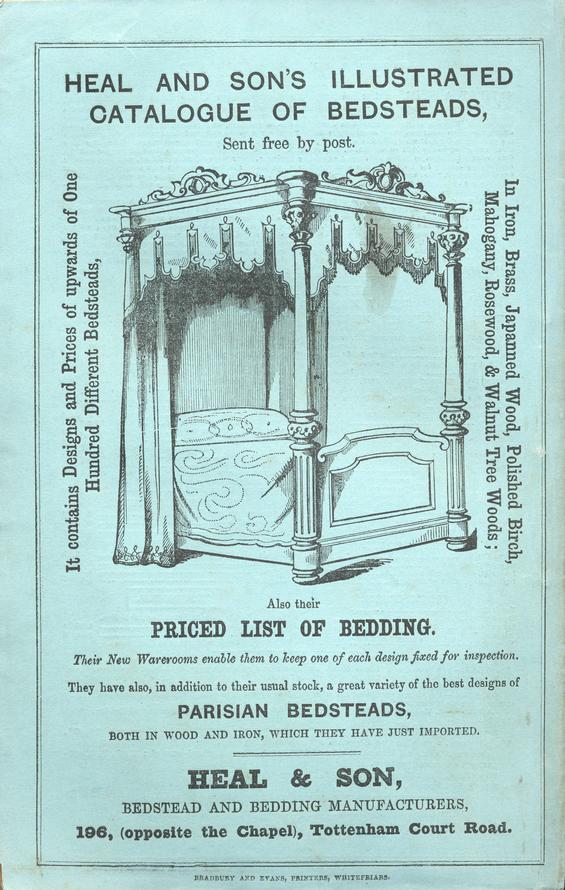 HEAL AND SON'S ILLUSTRATED
CATALOGUE OF BEDSTEADS,
Sent free by post.
It contains Designs and Prices of upwards of One
Hundred Different Bedsteads,
In Iron, Brass, Japanned Wood, Polished Birch,
Mahogany, Rosewood, & Walnut Tree Woods;
Also their
PRICED LIST OF BEDDING.
Their New Warerooms enable them to keep one of each design fixed for inspection.
They have also, in addition to their usual stock, a great variety of the best designs of
PARISIAN BEDSTEADS,
BOTH IN WOOD AND IRON, WHICH THEY HAVE JUST IMPORTED.
HEAL & SON,
BEDSTEAD AND BEDDING MANUFACTURERS,
196, (opposite the Chapel), Tottenham Court Road.
BRADBURY AND EVANS, PRINTERS, WHITEFRIARS.